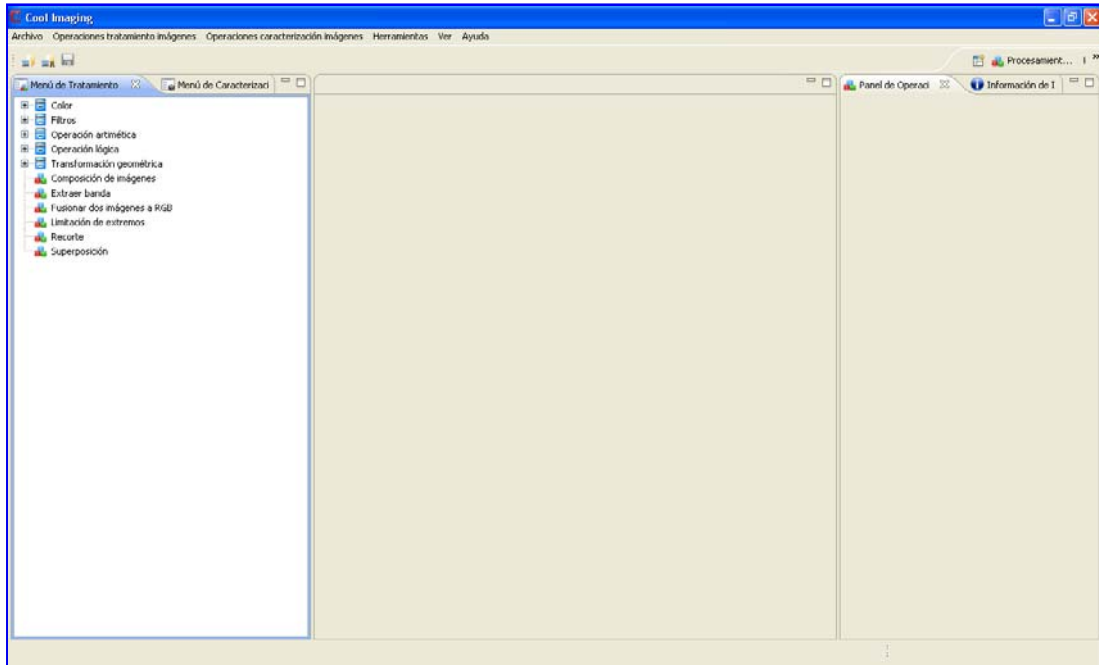 Cool Imaging
Archivo Operaciones tratamiento imágenes Operaciones caracterización imágenes Herramientas Ver Ayuda
Procesamient... »
Menú de Tratamiento Menú de Caracterizaci Panel de Operaci Información de I
Color
Filtros
Operación artimética
Operación lógica
Transformación geométrica
Composición de imágenes
Extraer banda
Fusionar dos imágenes a RGB
Limitación de extremos
Recorte
Superposición